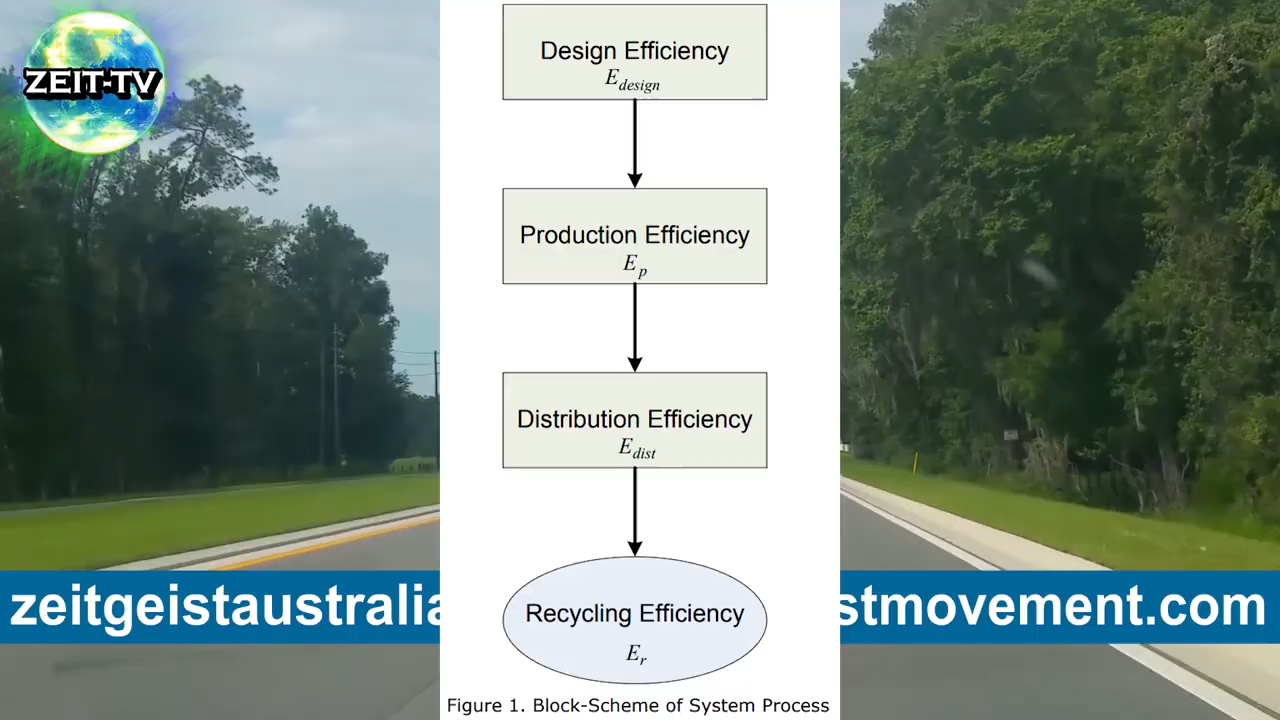 ZEIT-TV
Design Efficiency
E_design
Production Efficiency
E_p
Distribution Efficiency
E_dist
zeitgeistaustralia
stmovement.com
Recycling Efficiency
E_r
Figure 1. Block-Scheme of System Process